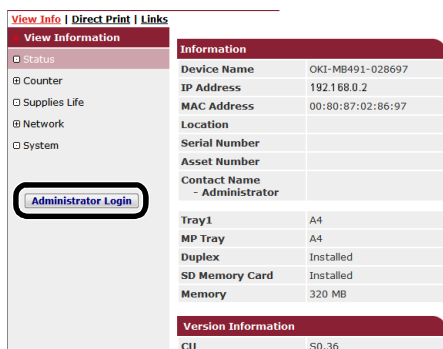 View Info | Direct Print | Links
View Information
Status
Counter
Supplies Life
Network
System
Administrator Login
Information
Device Name OKI-MB491-028697
IP Address 192.168.0.2
MAC Address 00:80:87:02:86:97
Location
Serial Number
Asset Number
Contact Name
- Administrator
Tray1 A4
MP Tray A4
Duplex Installed
SD Memory Card Installed
Memory 320 MB
Version Information
CU S0.36